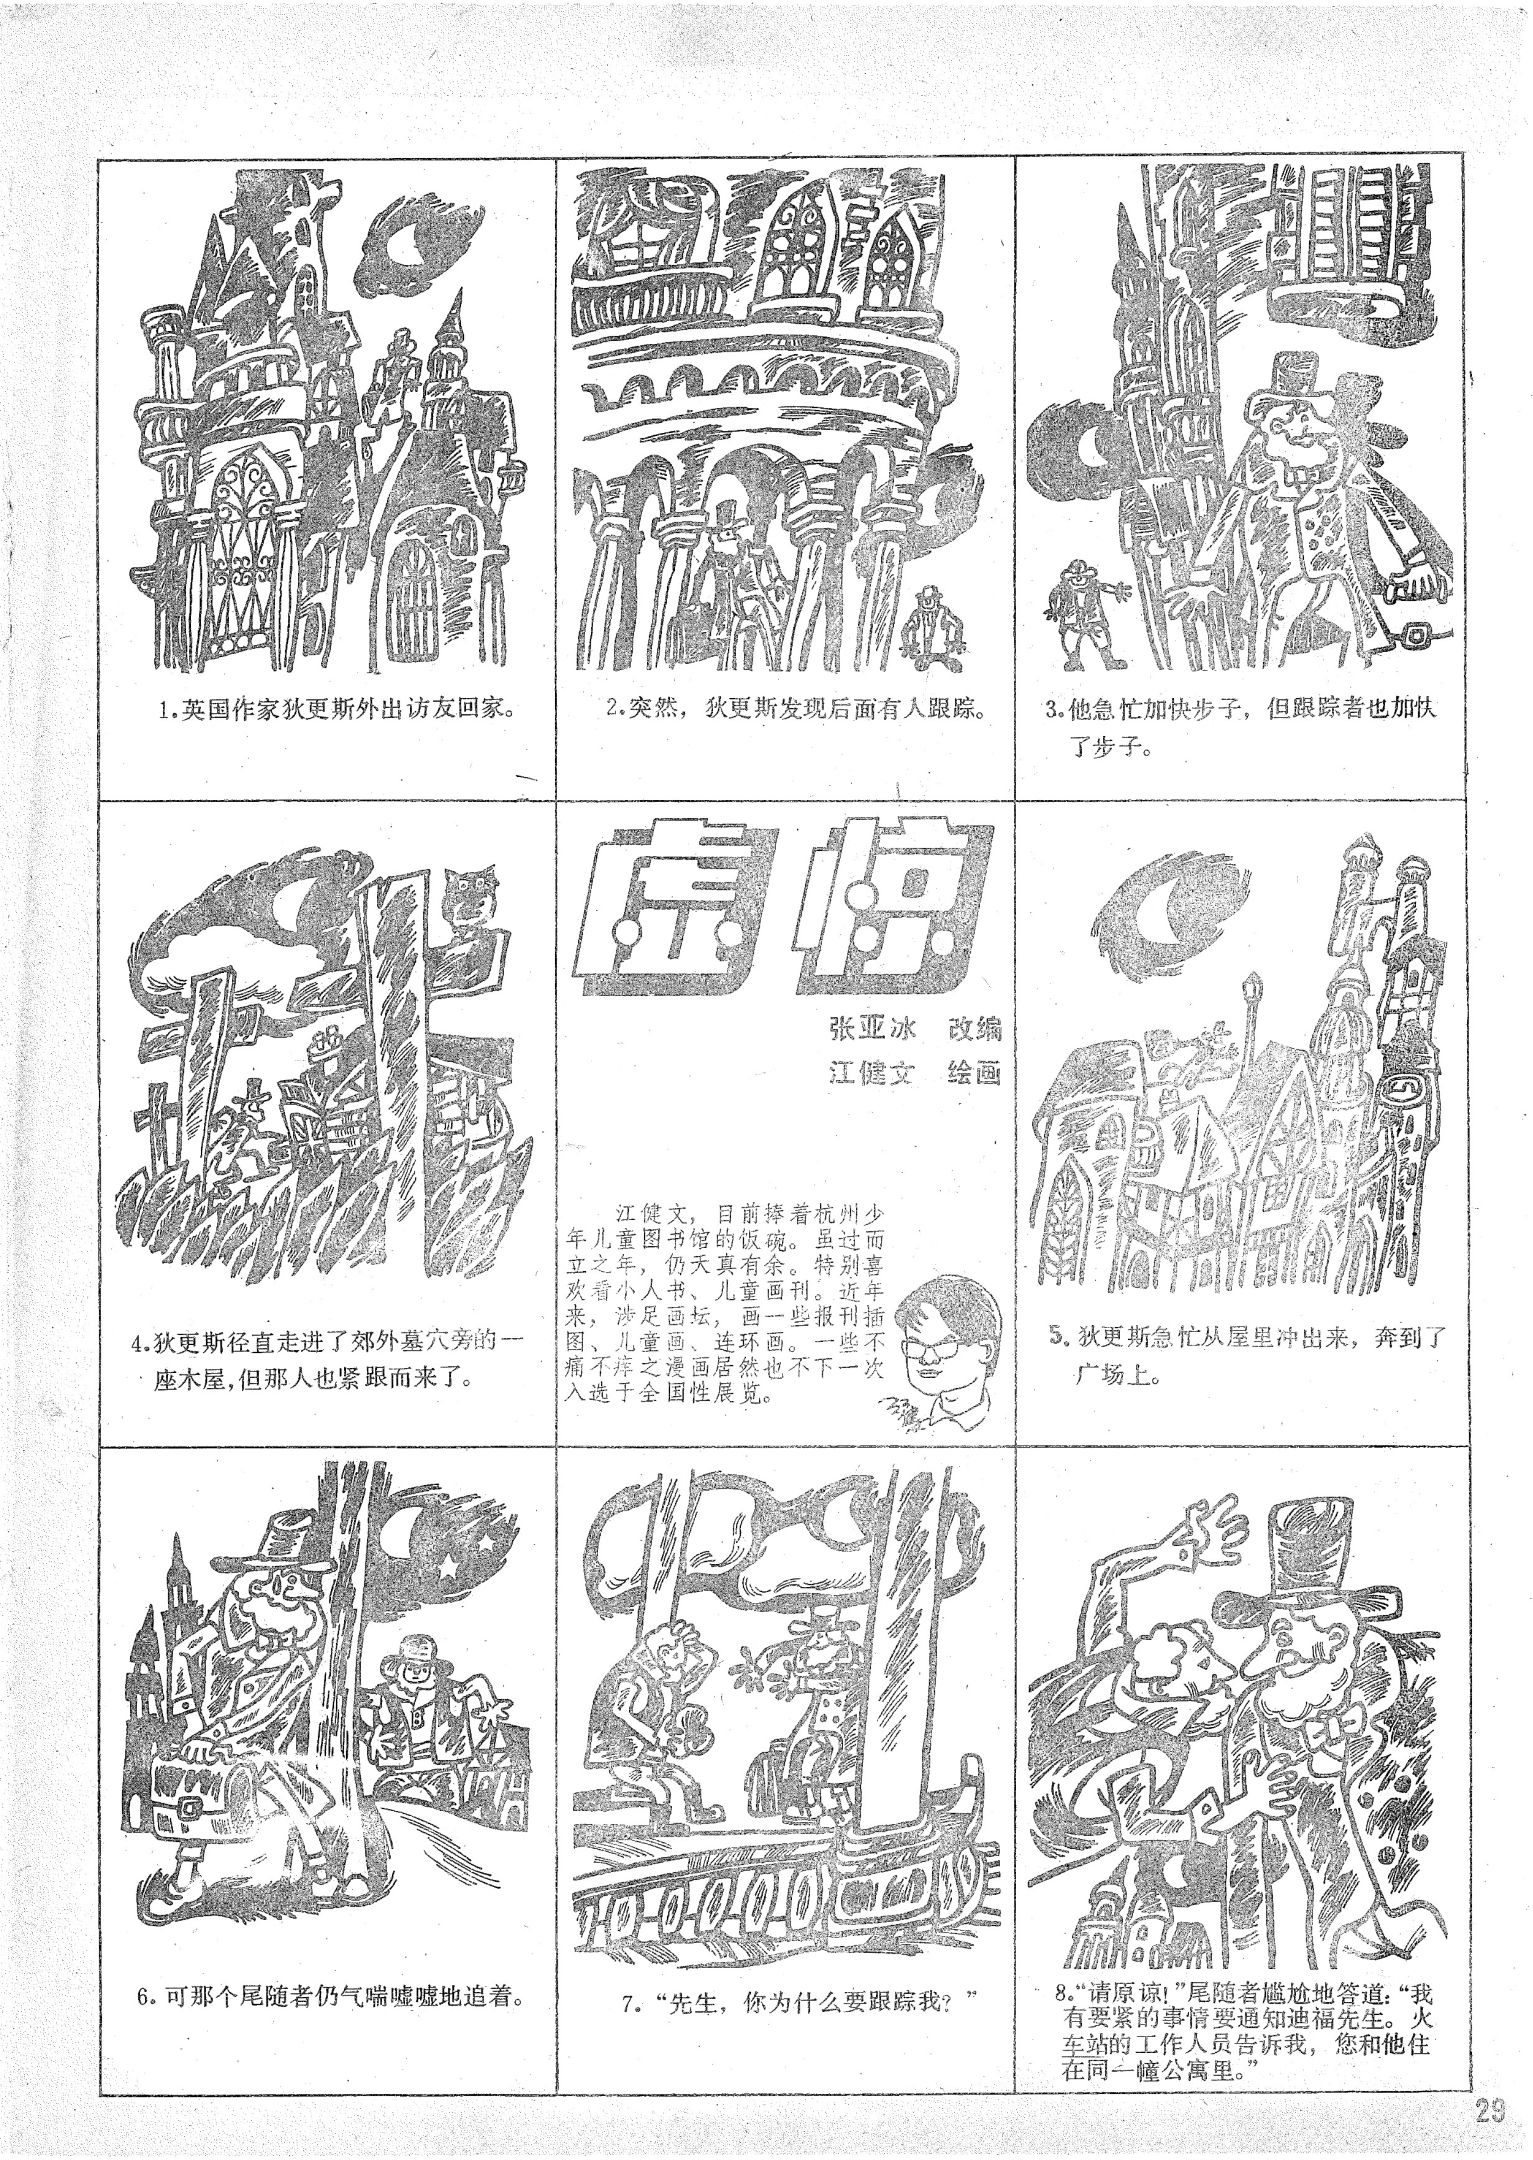 1.英国作家狄更斯外出访友回家。
2.突然，狄更斯发现后面有人跟踪。
3.他急忙加快步子，但跟踪者也加快
了步子。
4.狄更斯径直走进了郊外墓穴旁的一
座木屋，但那人也紧跟而来了。
虚惊
张亚冰　改编
江健文　绘画
江健文，目前捧着杭州少
年儿童图书馆的饭碗。虽过而
立之年，仍天真有余。特别喜
欢看小人书、儿童画刊。近年
来，涉足画坛，画一些报刊插
图、儿童画、连环画。一些不
痛不痒之漫画居然也不下一次
入选于全国性展览。
5.狄更斯急忙从屋里冲出来，奔到了
广场上。
6.可那个尾随者仍气喘嘘嘘地追着。
7.“先生，你为什么要跟踪我？”
8.“请原谅！”尾随者尴尬地答道：“我
有要紧的事情要通知迪福先生。火
车站的工作人员告诉我，您和他住
在同一幢公寓里。”
29